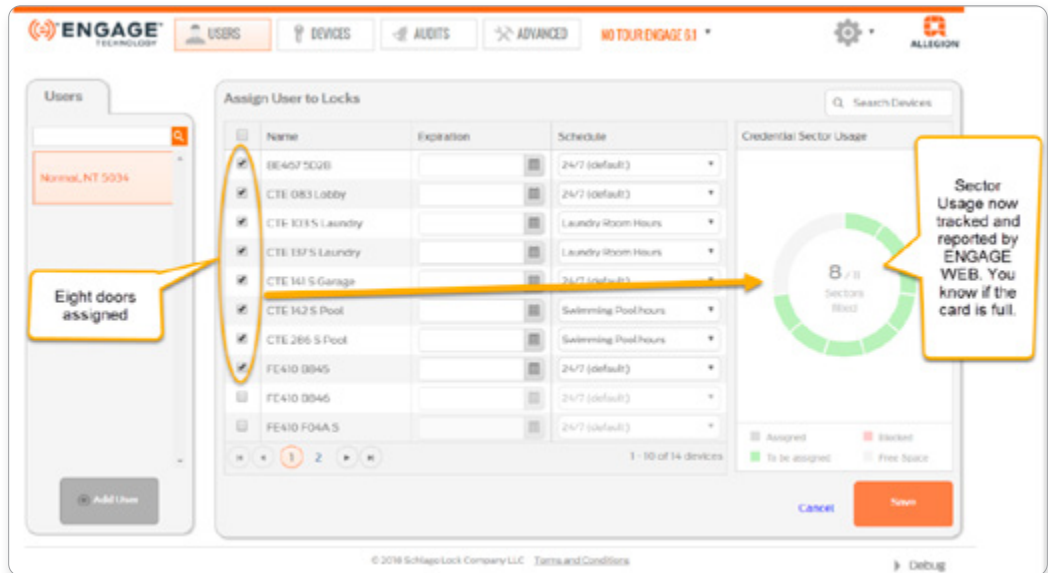 ENGAGE
TECHNOLOGY
USERS
DEVICES
AUDITS
ADVANCED
NO TOUR ENGAGE 6.1
ALLEGION
Users
Normal, NT 5034
Add User
Assign User to Locks
Search Devices
Name Expiration Schedule
BE467 5D2B 24/7 (default)
CTE 083 Lobby 24/7 (default)
CTE 103 S Laundry Laundry Room Hours
CTE 137 S Laundry Laundry Room Hours
CTE 141 S Garage 24/7 (default)
CTE 142 S Pool Swimming Pool hours
CTE 286 S Pool Swimming Pool hours
FE410 BB45 24/7 (default)
FE410 BB46 24/7 (default)
FE410 F04A S 24/7 (default)
1 2
1 - 10 of 14 devices
Credential Sector Usage
8 / 11
Sectors
filled
Assigned
Blocked
To be assigned
Free Space
Cancel
Save
Eight doors
assigned
Sector
Usage now
tracked and
reported by
ENGAGE
WEB. You
know if the
card is full.
© 2018 Schlage Lock Company LLC Terms and Conditions
Debug